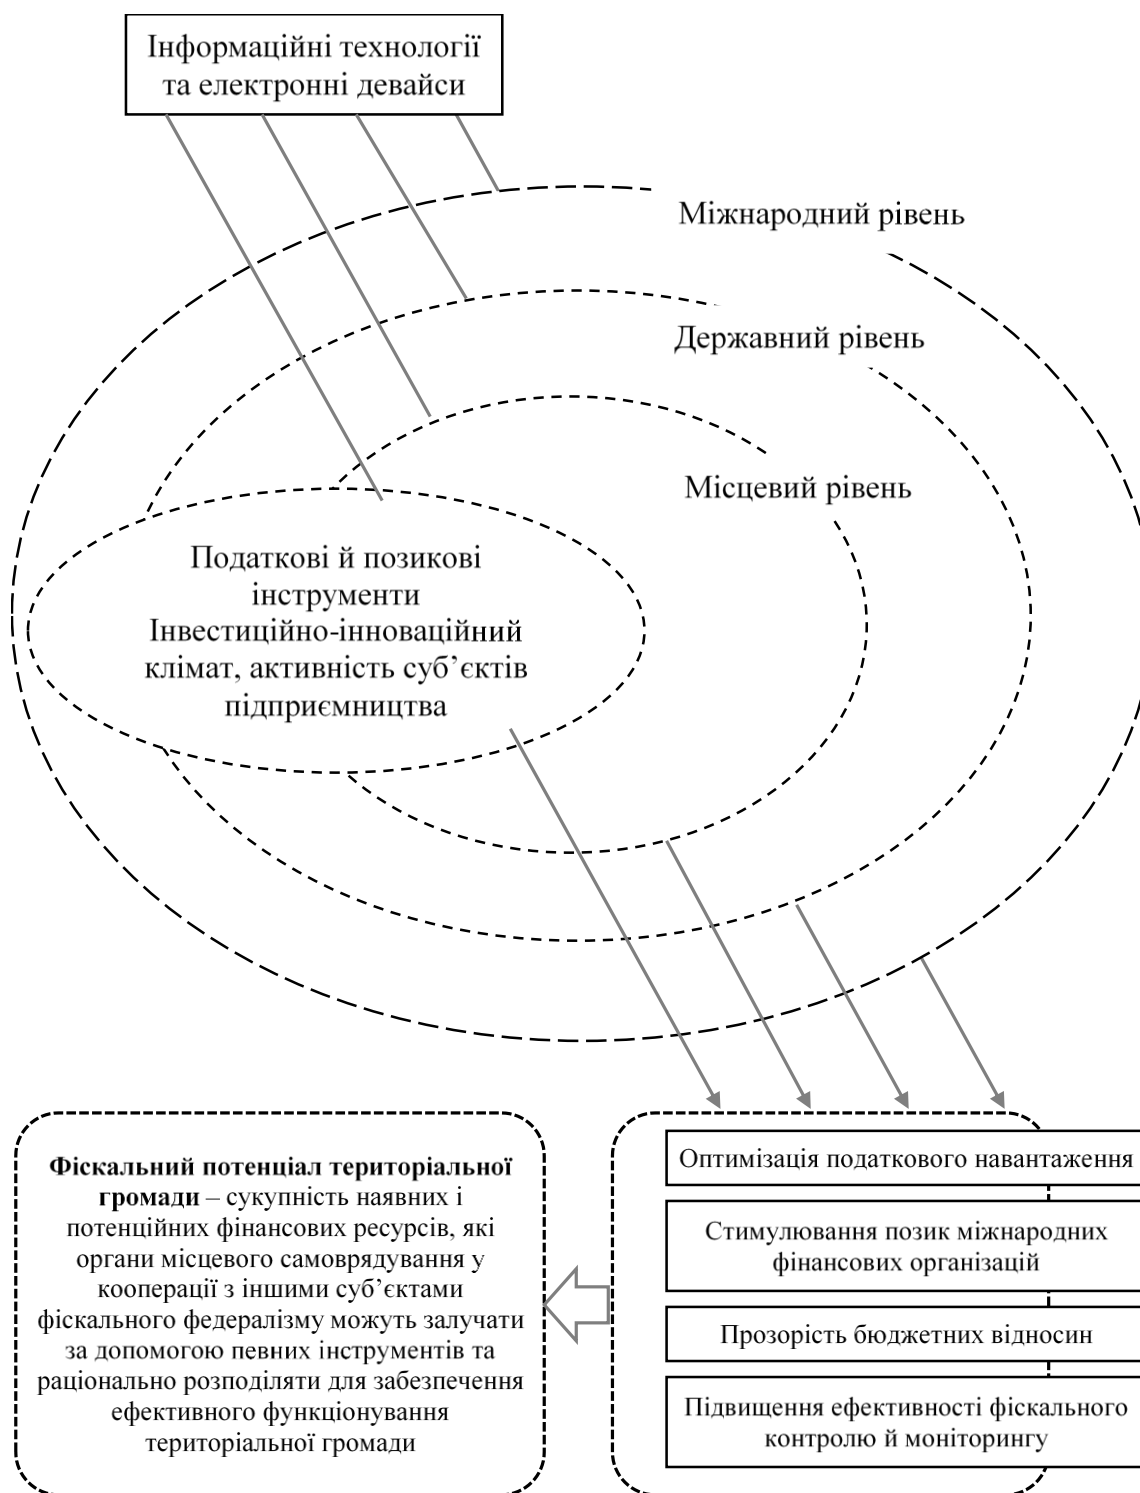 Інформаційні технології
та електронні девайси
Міжнародний рівень
Державний рівень
Місцевий рівень
Податкові й позикові
інструменти
Інвестиційно-інноваційний
клімат, активність суб’єктів
підприємництва
Фіскальний потенціал територіальної
громади – сукупність наявних і
потенційних фінансових ресурсів, які
органи місцевого самоврядування у
кооперації з іншими суб’єктами
фіскального федералізму можуть залучати
за допомогою певних інструментів та
раціонально розподіляти для забезпечення
ефективного функціонування
територіальної громади
Оптимізація податкового навантаження
Стимулювання позик міжнародних
фінансових організацій
Прозорість бюджетних відносин
Підвищення ефективності фіскального
контролю й моніторингу